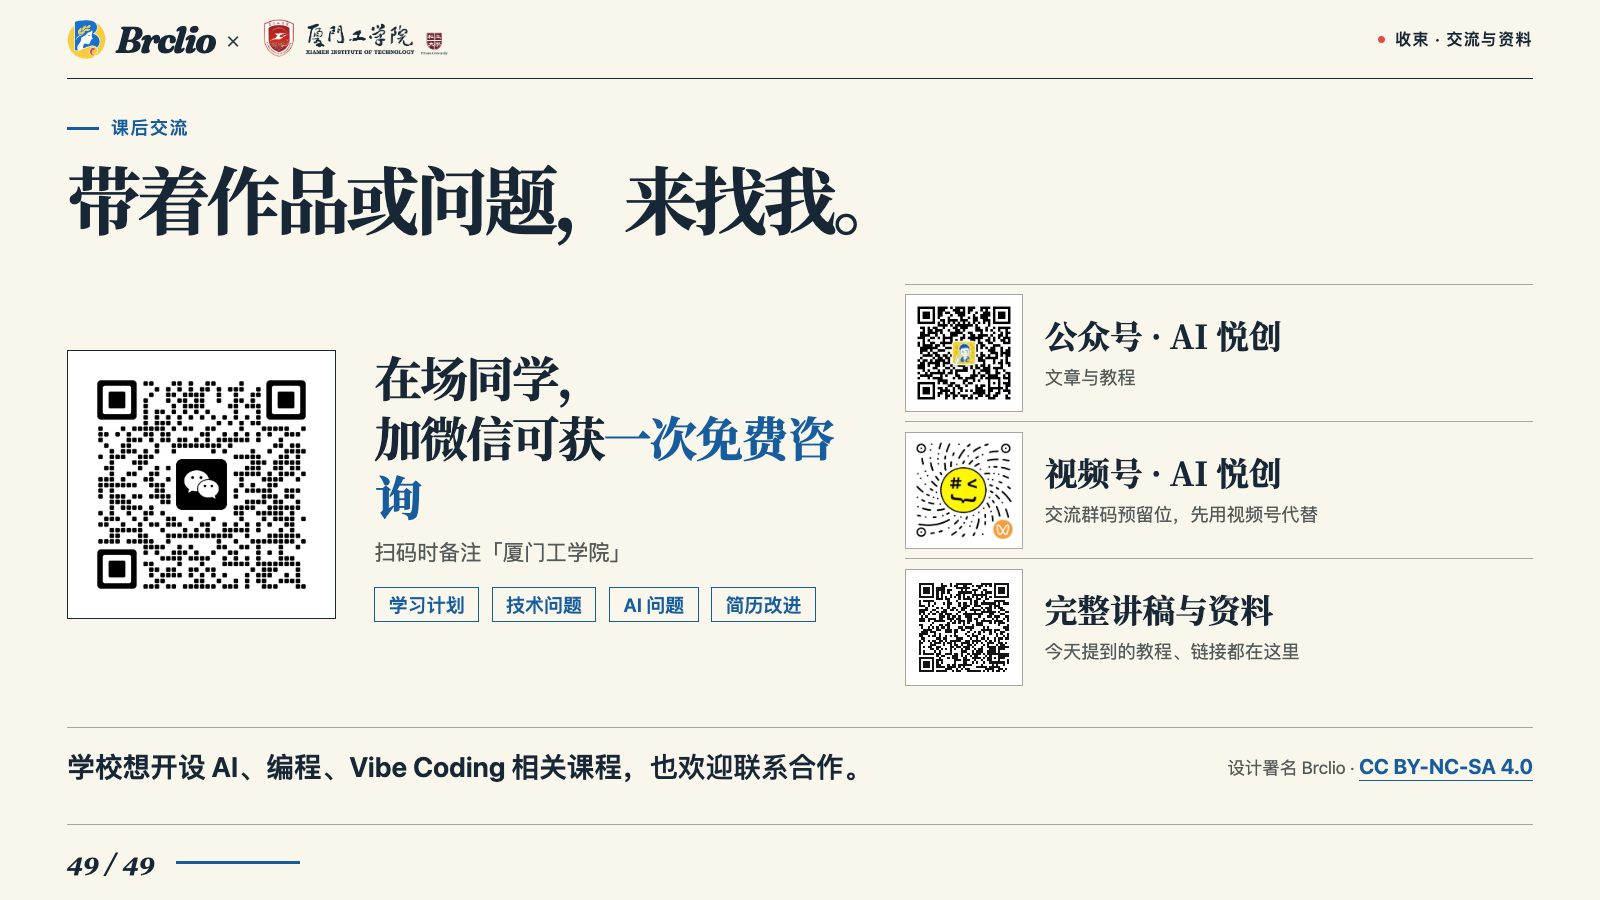 Brclio ×
厦門工学院
XIAMEN INSTITUTE OF TECHNOLOGY
收束 · 交流与资料
课后交流
带着作品或问题，来找我。
在场同学，
加微信可获一次免费咨
询
扫码时备注「厦门工学院」
学习计划
技术问题
AI 问题
简历改进
公众号 · AI 悦创
文章与教程
视频号 · AI 悦创
交流群码预留位，先用视频号代替
完整讲稿与资料
今天提到的教程、链接都在这里
学校想开设 AI、编程、Vibe Coding 相关课程，也欢迎联系合作。
设计署名 Brclio · CC BY-NC-SA 4.0
49 / 49